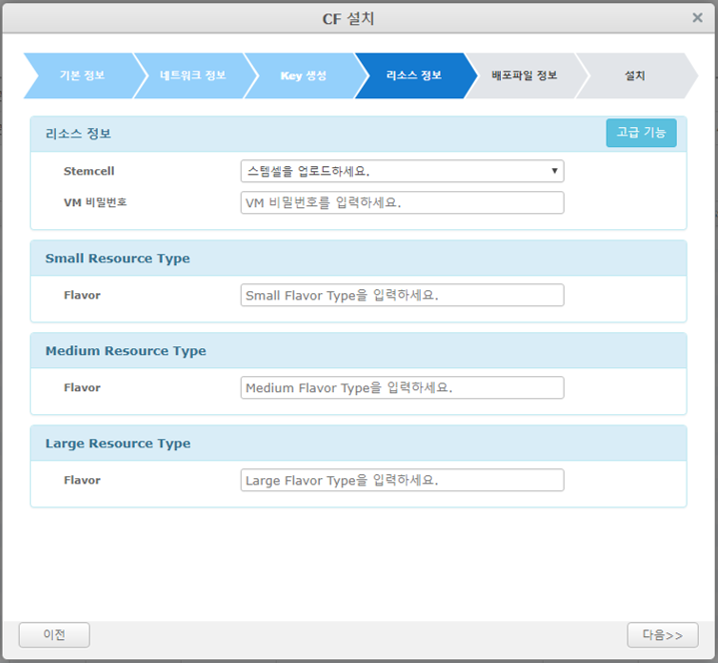 CF 설치
×
기본 정보
네트워크 정보
Key 생성
리소스 정보
배포파일 정보
설치
리소스 정보
고급 기능
Stemcell
스템셀을 업로드하세요.
VM 비밀번호
VM 비밀번호를 입력하세요.
Small Resource Type
Flavor
Small Flavor Type을 입력하세요.
Medium Resource Type
Flavor
Medium Flavor Type을 입력하세요.
Large Resource Type
Flavor
Large Flavor Type을 입력하세요.
이전
다음>>